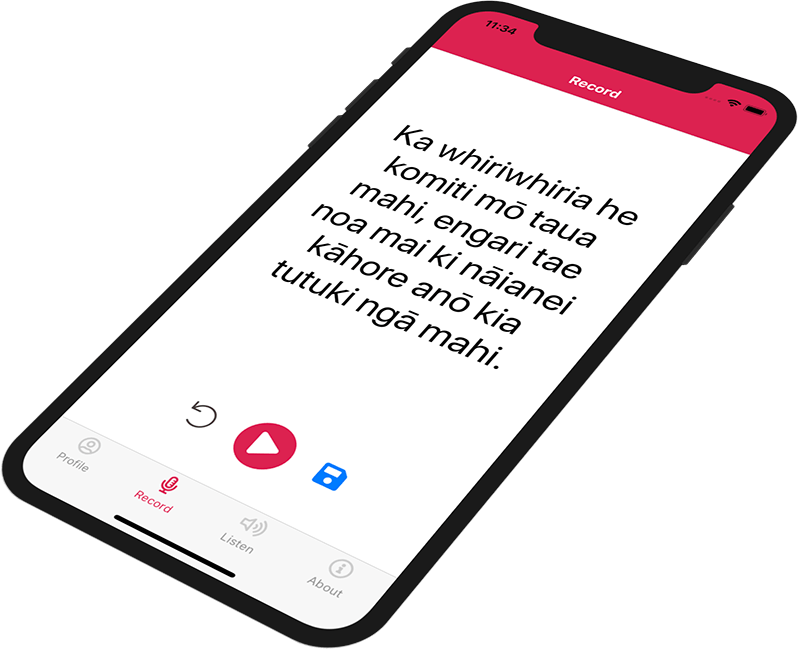 11:34
Record
Ka whiriwhiria he
komiti mō taua
mahi, engari tae
noa mai ki nāianei
kāhore anō kia
tutuki ngā mahi.
Profile
Record
Listen
About